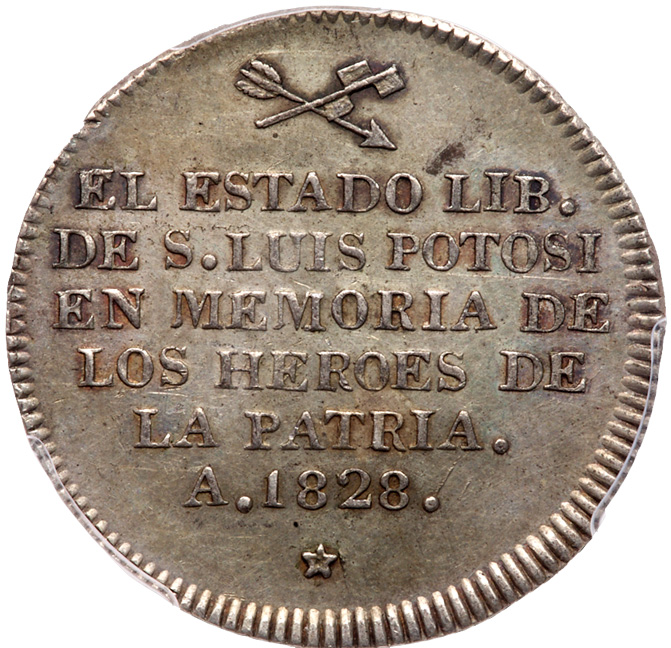 EL ESTADO LIB.
DE S. LUIS POTOSI
EN MEMORIA DE
LOS HEROES DE
LA PATRIA.
A. 1828.